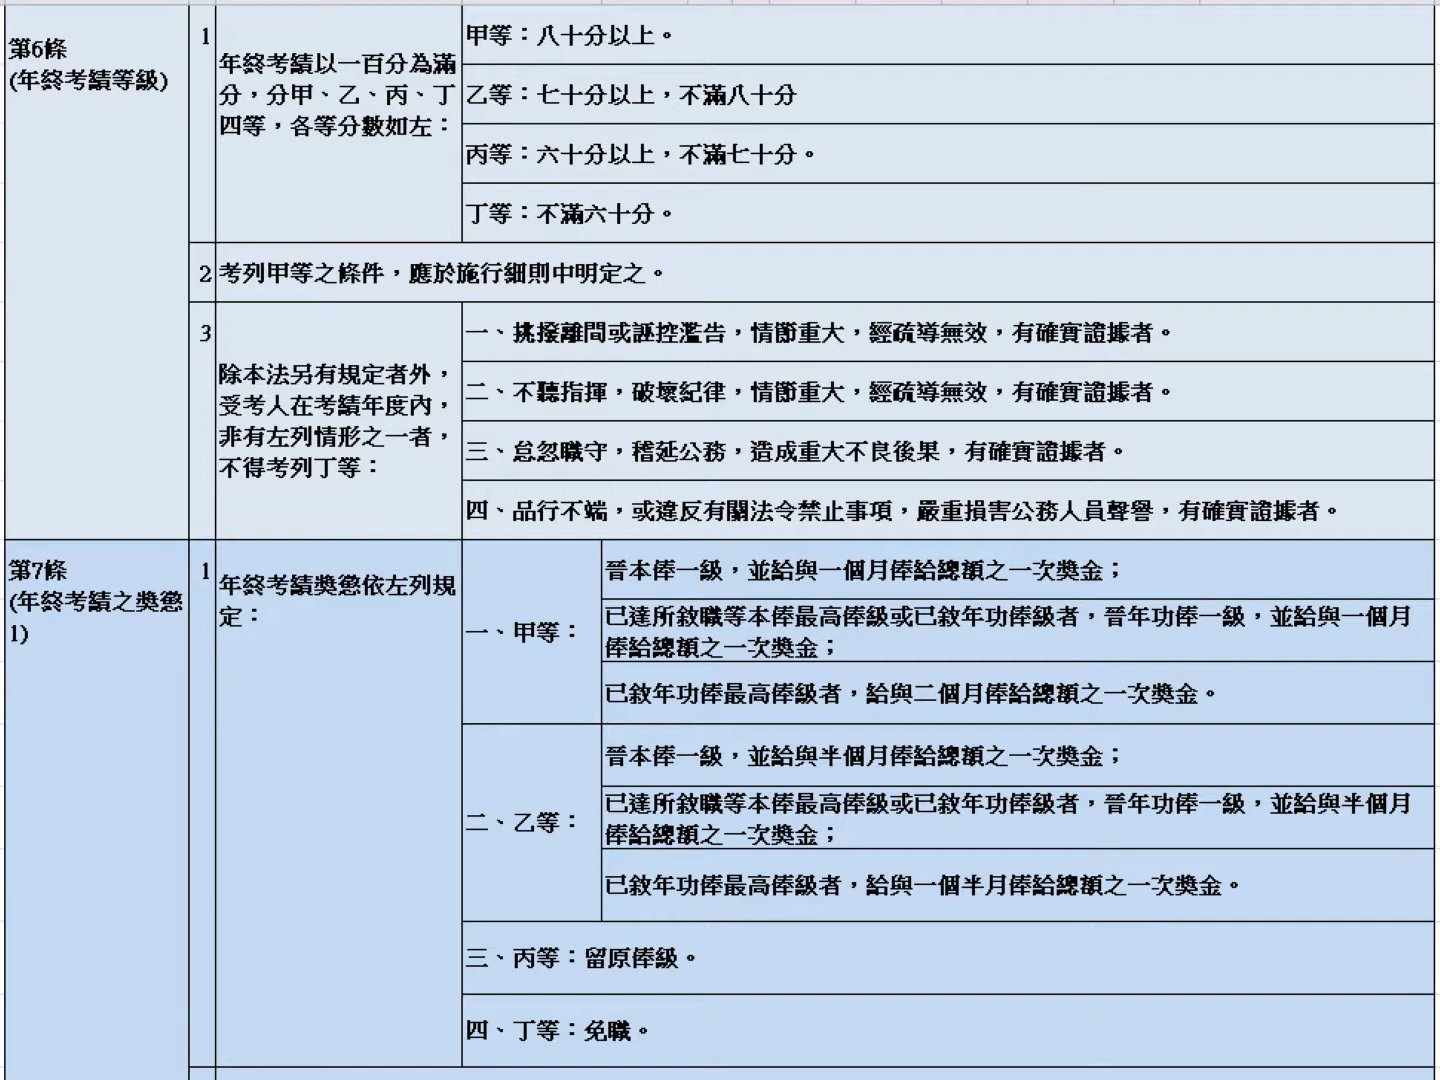 第6條
(年終考績等級)
1
年終考績以一百分為滿
分，分甲、乙、丙、丁
四等，各等分數如左：
甲等：八十分以上。
乙等：七十分以上，不滿八十分
丙等：六十分以上，不滿七十分。
丁等：不滿六十分。
2
考列甲等之條件，應於施行細則中明定之。
3
除本法另有規定者外，
受考人在考績年度內，
非有左列情形之一者，
不得考列丁等：
一、挑撥離間或誣控濫告，情節重大，經疏導無效，有確實證據者。
二、不聽指揮，破壞紀律，情節重大，經疏導無效，有確實證據者。
三、怠忽職守，稽延公務，造成重大不良後果，有確實證據者。
四、品行不端，或違反有關法令禁止事項，嚴重損害公務人員聲譽，有確實證據者。
第7條
(年終考績之獎懲
1)
1
年終考績獎懲依左列規
定：
一、甲等：
晉本俸一級，並給與一個月俸給總額之一次獎金；
已達所敘職等本俸最高俸級或已敘年功俸級者，晉年功俸一級，並給與一個月
俸給總額之一次獎金；
已敘年功俸最高俸級者，給與二個月俸給總額之一次獎金。
二、乙等：
晉本俸一級，並給與半個月俸給總額之一次獎金；
已達所敘職等本俸最高俸級或已敘年功俸級者，晉年功俸一級，並給與半個月
俸給總額之一次獎金；
已敘年功俸最高俸級者，給與一個半月俸給總額之一次獎金。
三、丙等：留原俸級。
四、丁等：免職。